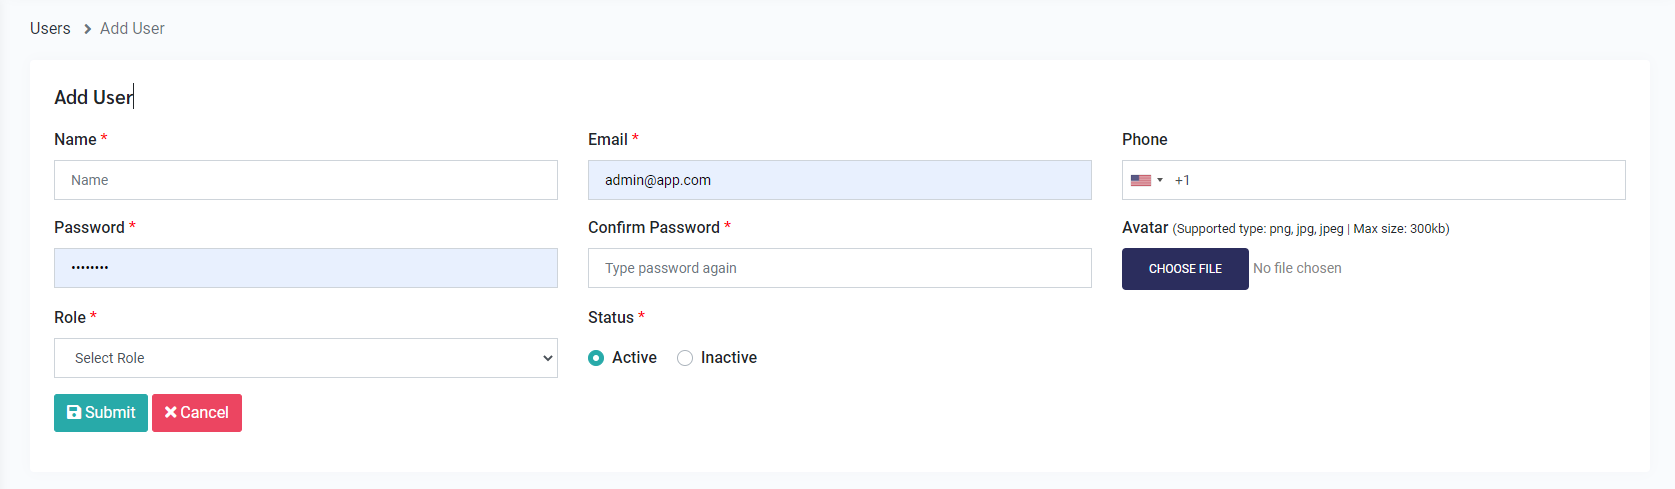 Users > Add User
Add User
Name * Email * Phone
Name admin@app.com +1
Password * Confirm Password * Avatar (Supported type: png, jpg, jpeg | Max size: 300kb)
•••••••• Type password again CHOOSE FILE No file chosen
Role * Status *
Select Role Active Inactive
Submit Cancel